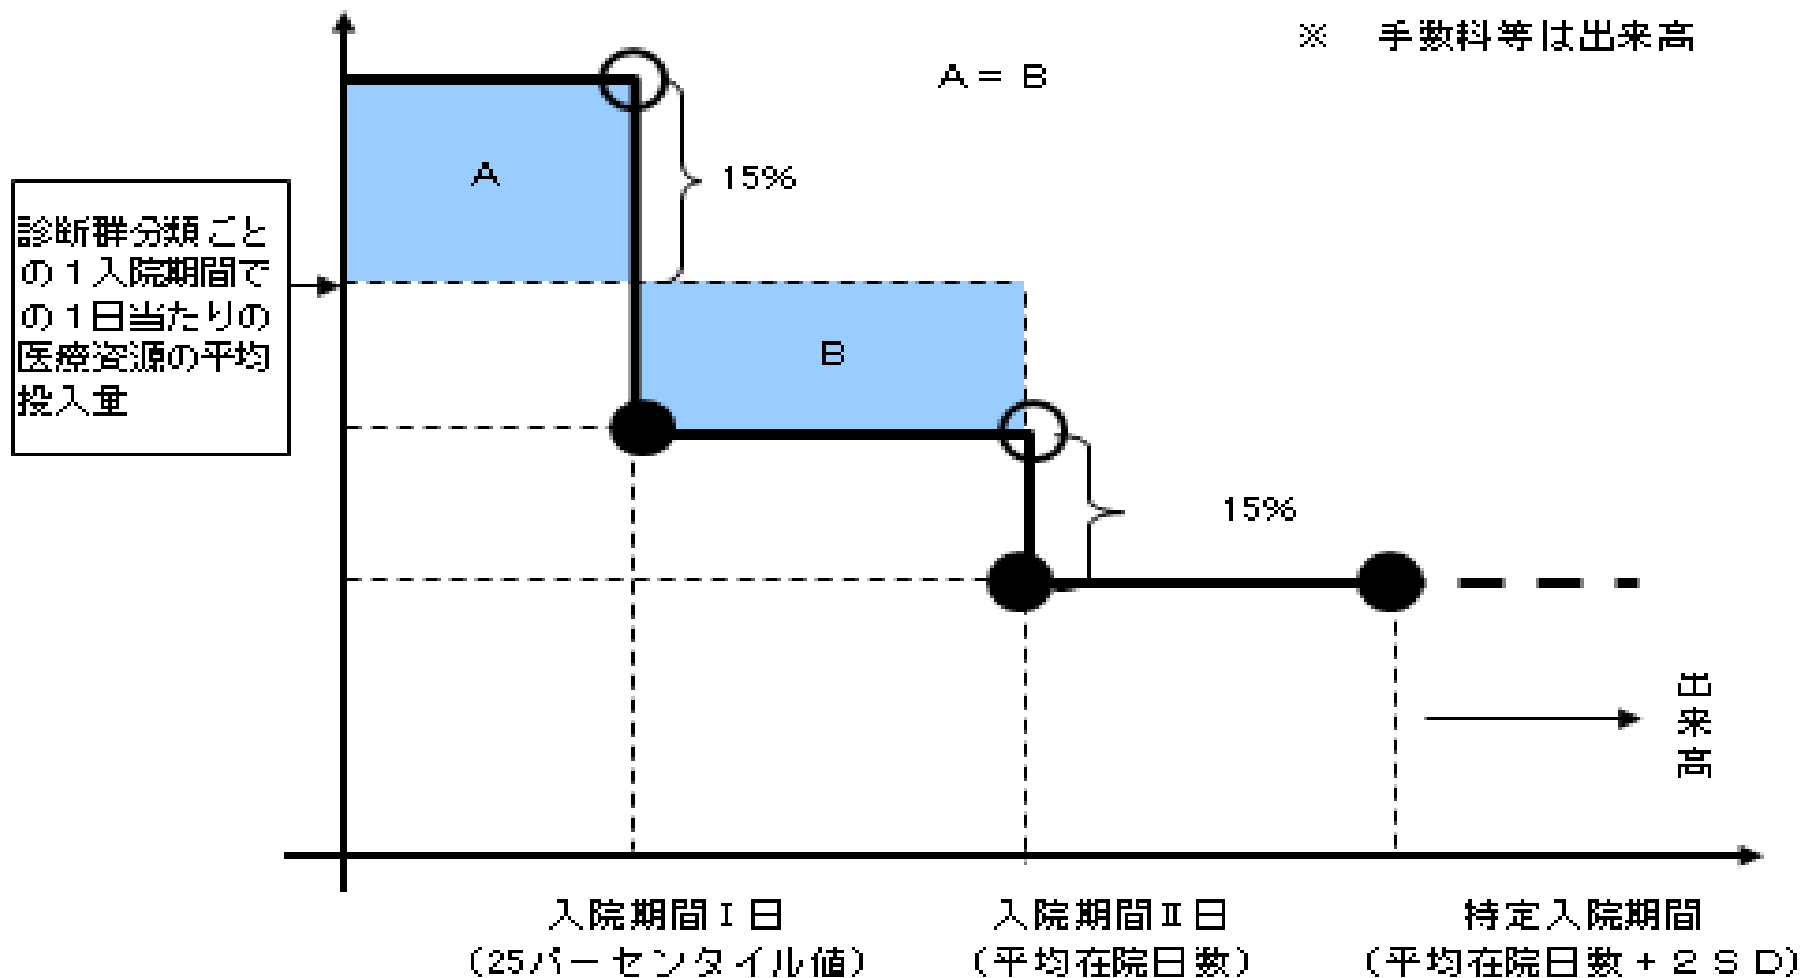 ※　手数料等は出来高
A = B
A
15%
診断群分類ごと
の１入院期間で
の１日当たりの
医療資源の平均
投入量
B
15%
出来高
入院期間Ⅰ日
（25パーセンタイル値）
入院期間Ⅱ日
（平均在院日数）
特定入院期間
（平均在院日数＋２ＳＤ）